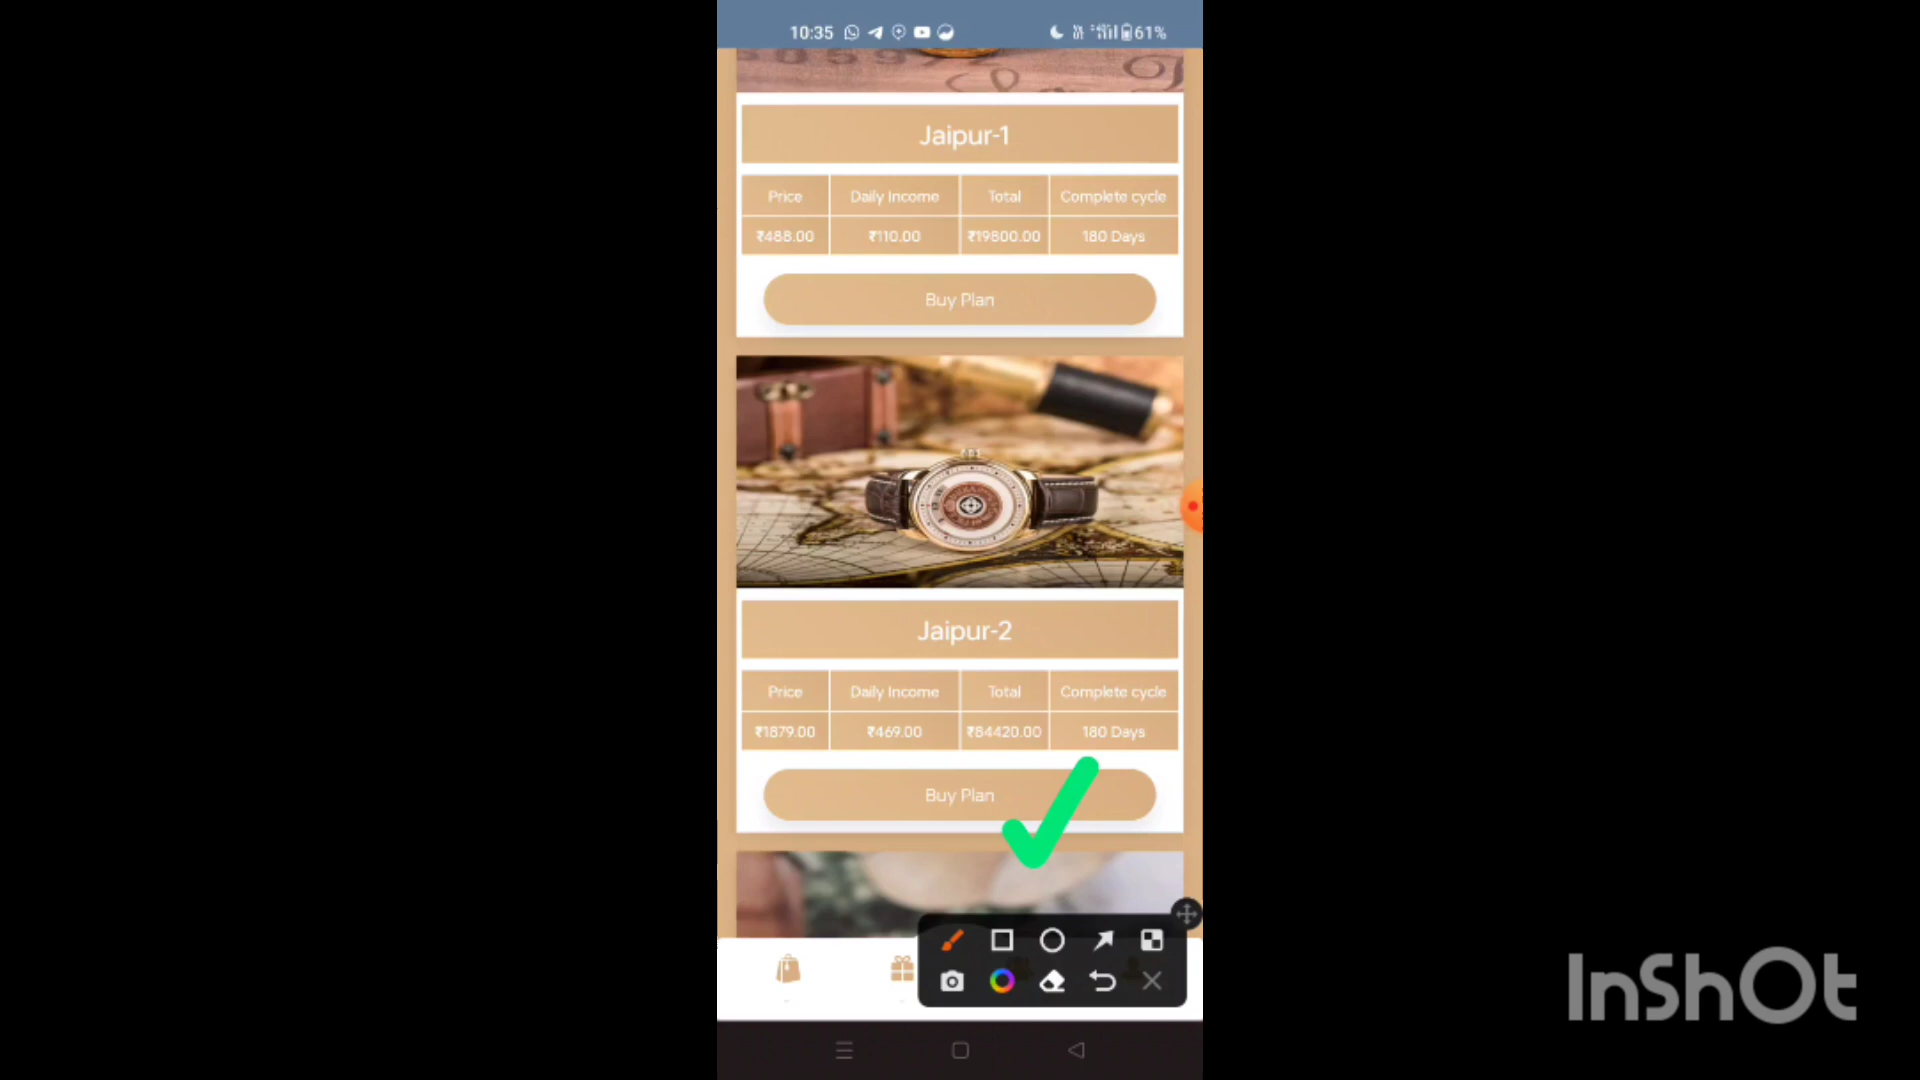 10:35 61%
Jaipur-1
Price Daily Income Total Complete cycle
₹488.00 ₹110.00 ₹19800.00 180 Days
Buy Plan
Jaipur-2
Price Daily Income Total Complete cycle
₹1879.00 ₹469.00 ₹84420.00 180 Days
Buy Plan
InShOt